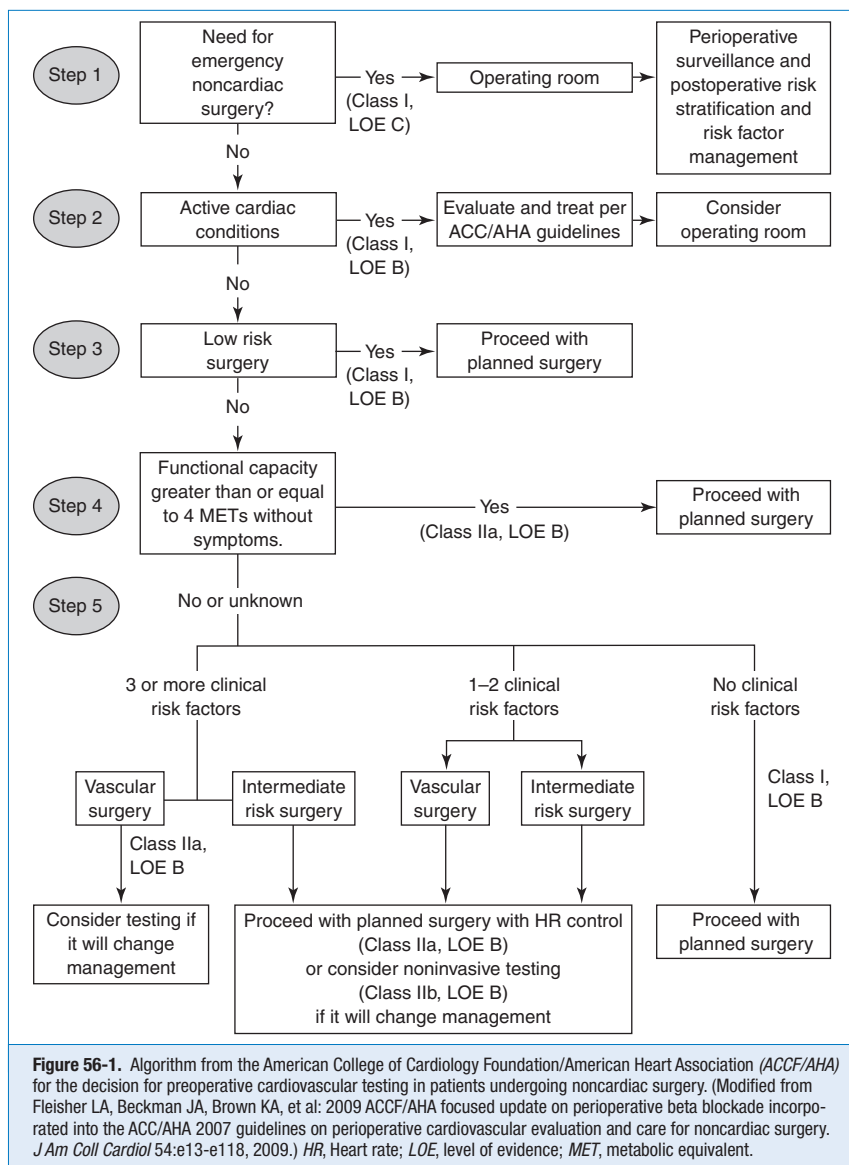 Step 1
Need for
emergency
noncardiac
surgery?
Yes
(Class I,
LOE C)
Operating room
Perioperative
surveillance and
postoperative risk
stratification and
risk factor
management
No
Step 2
Active cardiac
conditions
Yes
(Class I,
LOE B)
Evaluate and treat per
ACC/AHA guidelines
Consider
operating room
No
Step 3
Low risk
surgery
Yes
(Class I,
LOE B)
Proceed with
planned surgery
No
Step 4
Functional capacity
greater than or equal
to 4 METs without
symptoms.
Yes
(Class IIa, LOE B)
Proceed with
planned surgery
Step 5
No or unknown
3 or more clinical
risk factors
1–2 clinical
risk factors
No clinical
risk factors
Vascular
surgery
Intermediate
risk surgery
Vascular
surgery
Intermediate
risk surgery
Class I,
LOE B
Class IIa,
LOE B
Consider testing if
it will change
management
Proceed with planned surgery with HR control
(Class IIa, LOE B)
or consider noninvasive testing
(Class IIb, LOE B)
if it will change management
Proceed with
planned surgery
Figure 56-1. Algorithm from the American College of Cardiology Foundation/American Heart Association (ACCF/AHA)
for the decision for preoperative cardiovascular testing in patients undergoing noncardiac surgery. (Modified from
Fleisher LA, Beckman JA, Brown KA, et al: 2009 ACCF/AHA focused update on perioperative beta blockade incorpo-
rated into the ACC/AHA 2007 guidelines on perioperative cardiovascular evaluation and care for noncardiac surgery.
J Am Coll Cardiol 54:e13-e118, 2009.) HR, Heart rate; LOE, level of evidence; MET, metabolic equivalent.